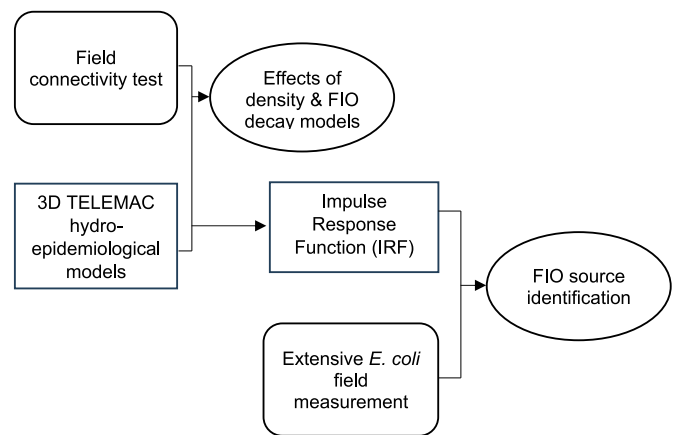 Field
connectivity test
Effects of
density & FIO
decay models
3D TELEMAC
hydro-
epidemiological
models
Impulse
Response
Function (IRF)
FIO source
identification
Extensive E. coli
field
measurement